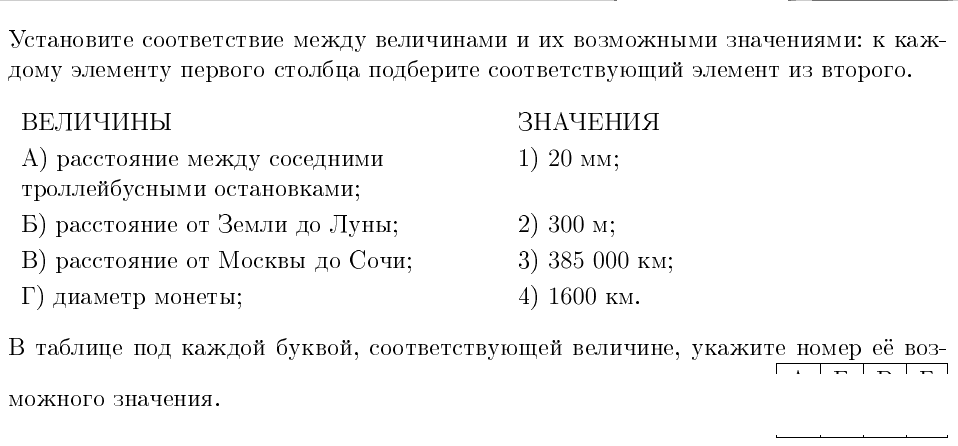 Установите соответствие между величинами и их возможными значениями: к каж-
дому элементу первого столбца подберите соответствующий элемент из второго.
ВЕЛИЧИНЫ ЗНАЧЕНИЯ
А) расстояние между соседними 1) 20 мм;
троллейбусными остановками;
Б) расстояние от Земли до Луны; 2) 300 м;
В) расстояние от Москвы до Сочи; 3) 385 000 км;
Г) диаметр монеты; 4) 1600 км.
В таблице под каждой буквой, соответствующей величине, укажите номер её воз-
можного значения.